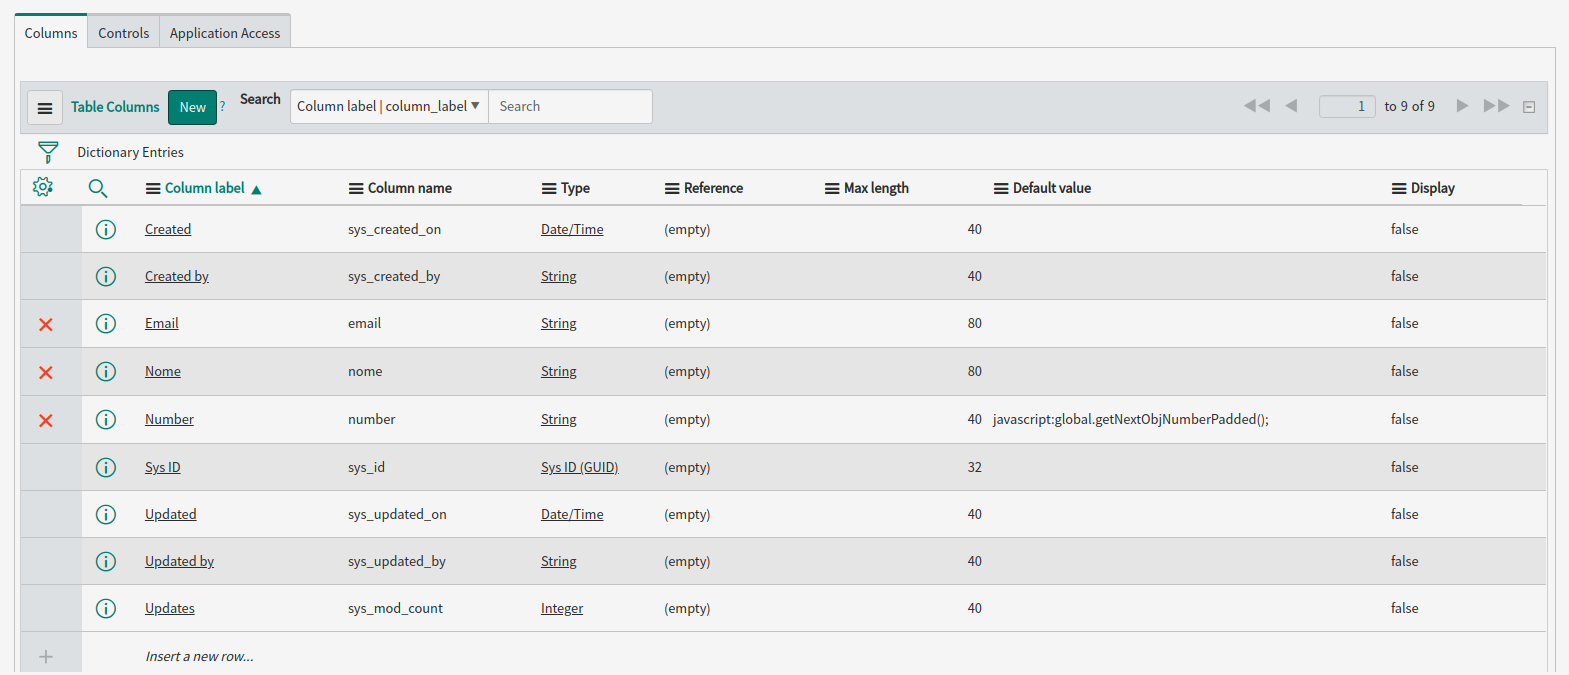 Columns Controls Application Access
Table Columns New ? Search Column label | column_label ▼ Search 1 to 9 of 9
Dictionary Entries
Column label ▲ Column name Type Reference Max length Default value Display
Created sys_created_on Date/Time (empty) 40 false
Created by sys_created_by String (empty) 40 false
Email email String (empty) 80 false
Nome nome String (empty) 80 false
Number number String (empty) 40 javascript:global.getNextObjNumberPadded(); false
Sys ID sys_id Sys ID (GUID) (empty) 32 false
Updated sys_updated_on Date/Time (empty) 40 false
Updated by sys_updated_by String (empty) 40 false
Updates sys_mod_count Integer (empty) 40 false
Insert a new row...